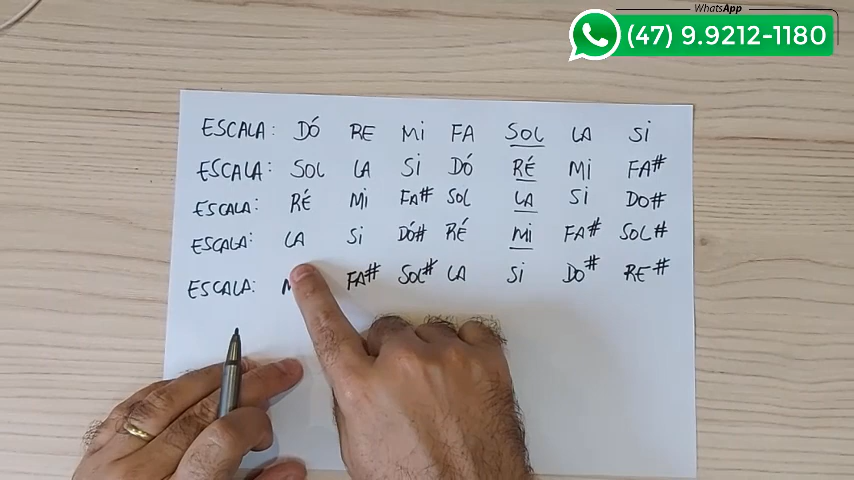 WhatsApp
(47) 9.9212-1180
ESCALA: DÓ RE Mi FA SOL LA Si
ESCALA: SOL LA Si DÓ RÉ Mi FA#
ESCALA: RÉ Mi FA# SOL LA Si DO#
ESCALA: LA Si DÓ# RÉ Mi FA# SOL#
ESCALA: FA# SOL# LA Si DO# RE#